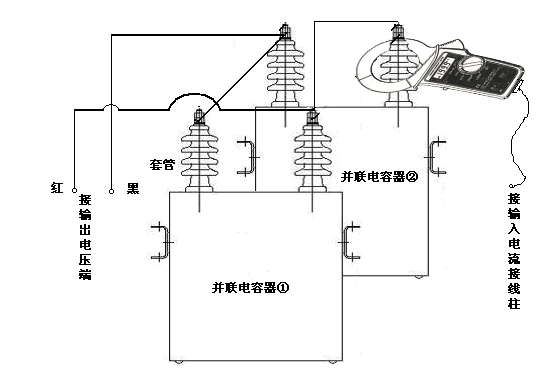 套管
并联电容器②
红
黑
接输出电压端
接输入电流接线柱
并联电容器①